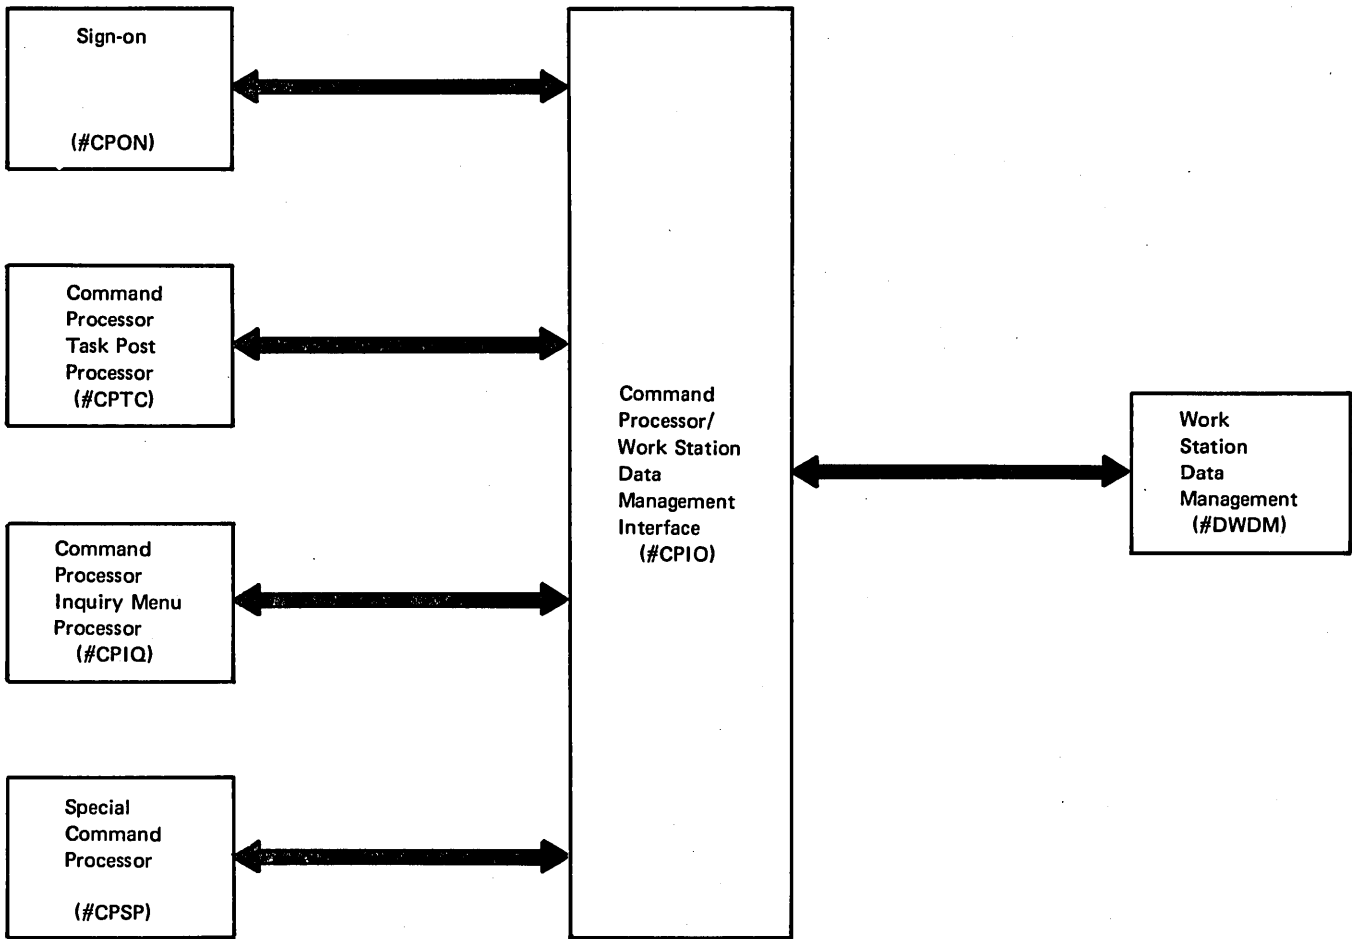 Sign-on
(#CPON)
Command
Processor
Task Post
Processor
(#CPTC)
Command
Processor
Inquiry Menu
Processor
(#CPIQ)
Special
Command
Processor
(#CPSP)
Command
Processor/
Work Station
Data
Management
Interface
(#CPIO)
Work
Station
Data
Management
(#DWDM)